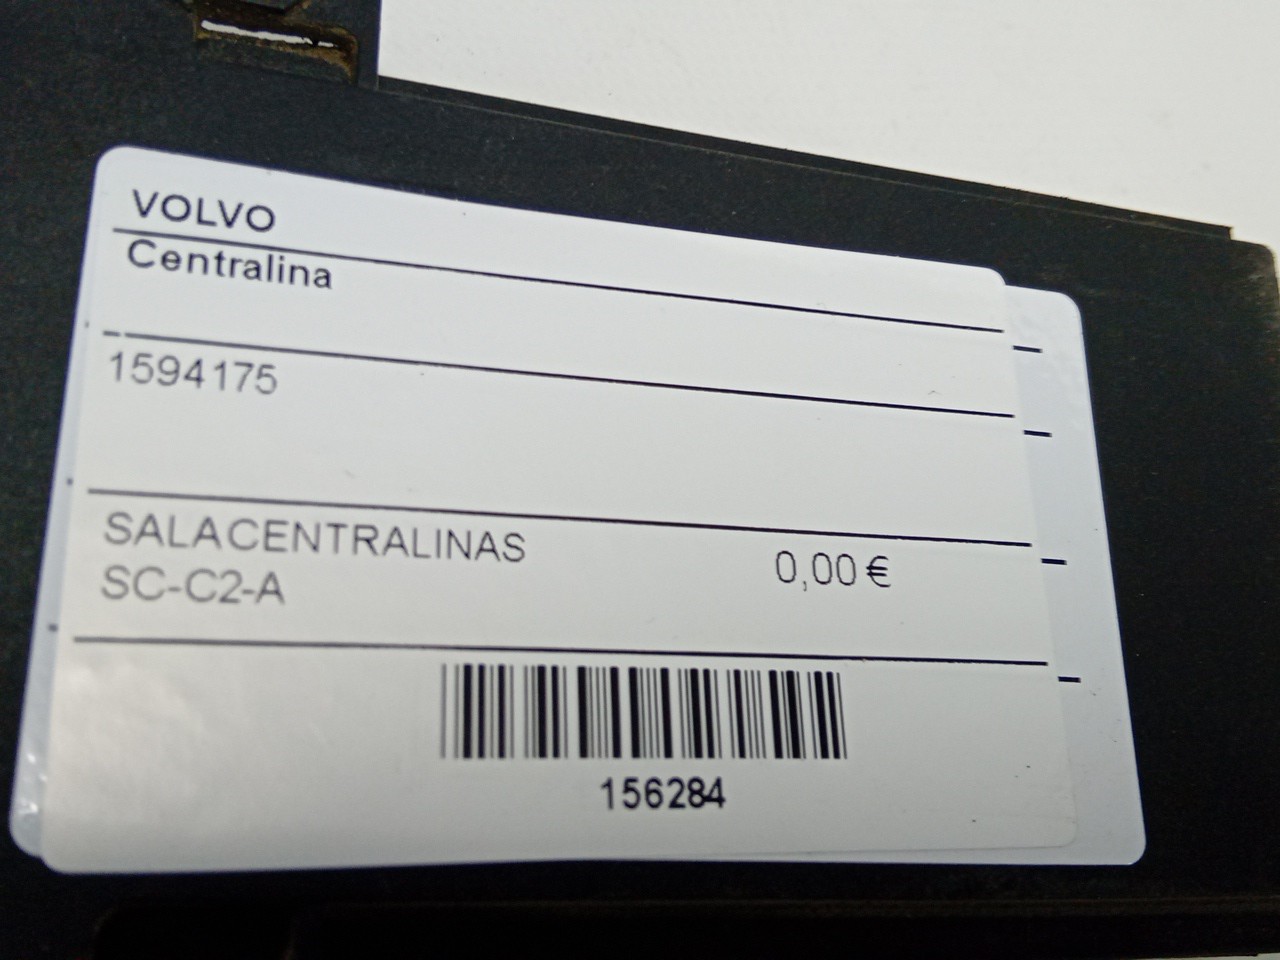 VOLVO
Centralina
1594175
SALACENTRALINAS
SC-C2-A
0,00 €
156284